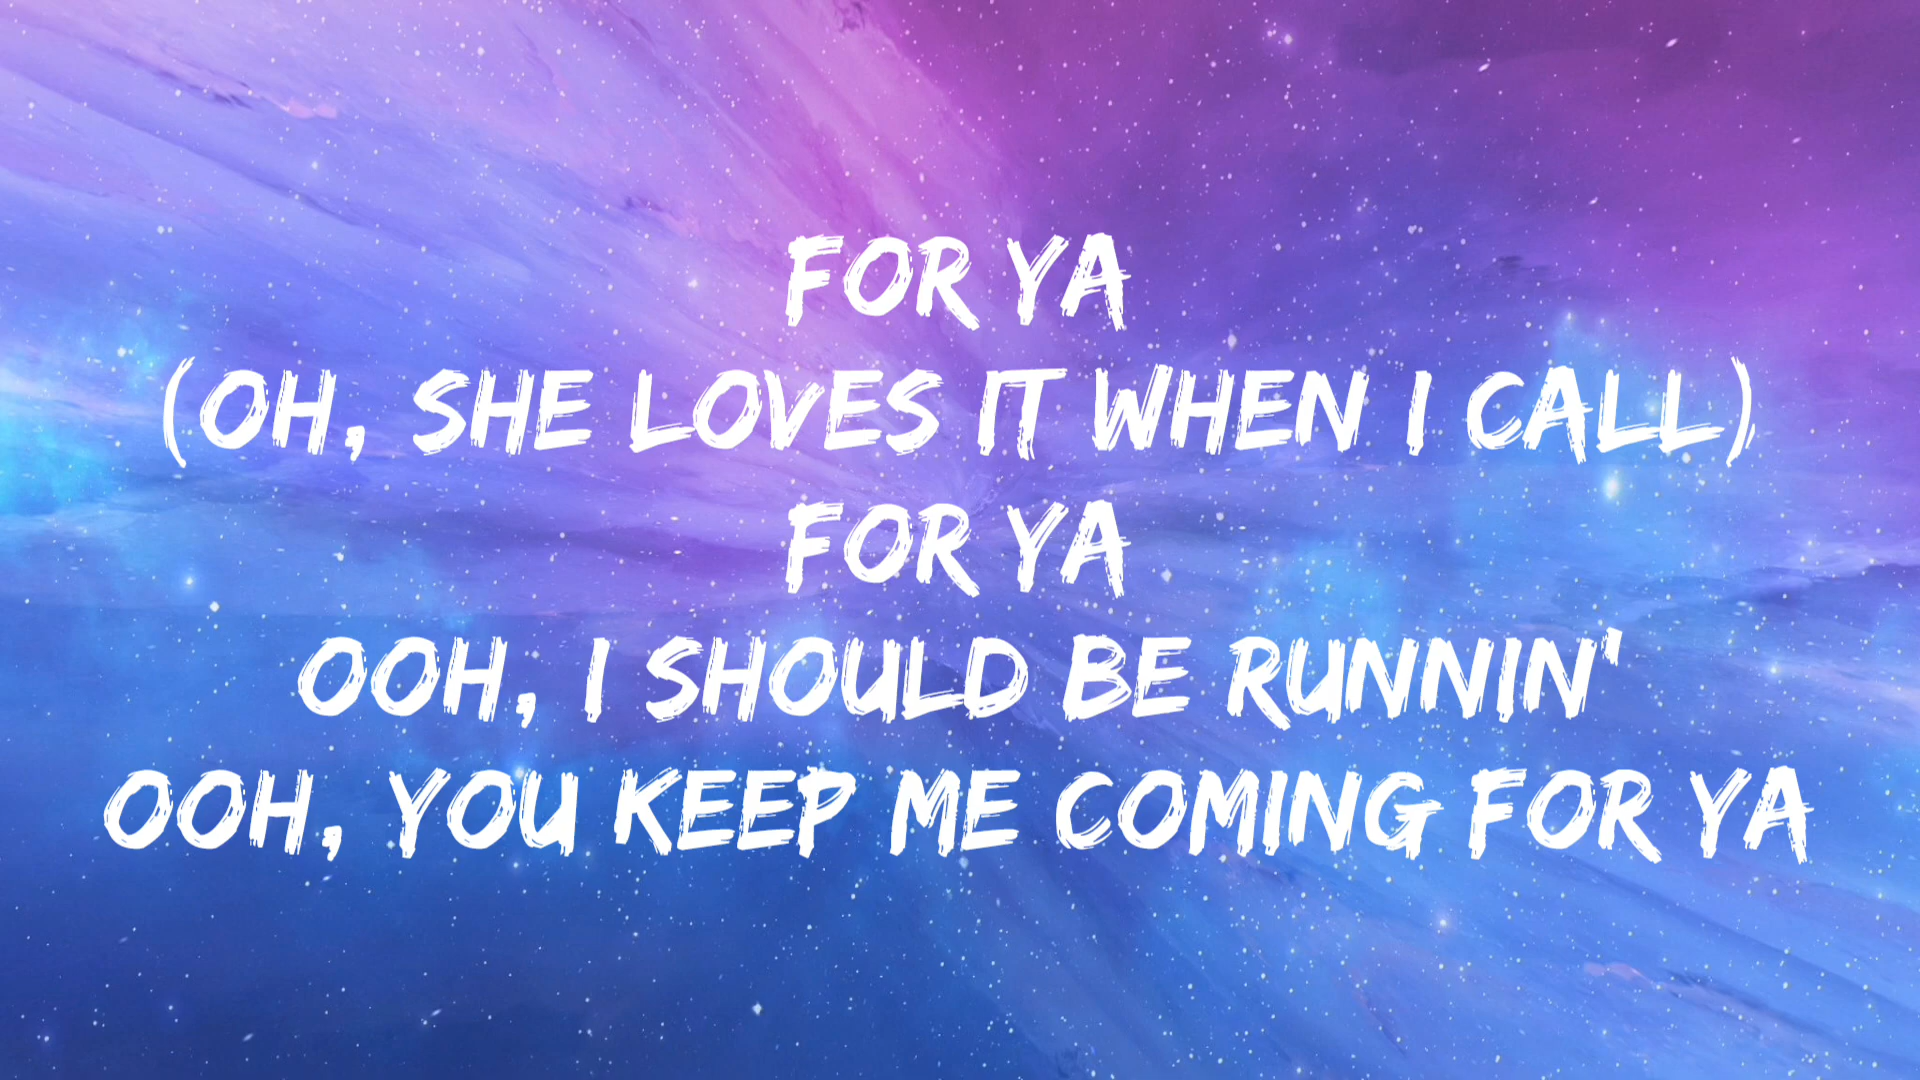 FOR YA
(OH, SHE LOVES IT WHEN I CALL)
FOR YA
OOH, I SHOULD BE RUNNIN'
OOH, YOU KEEP ME COMING FOR YA